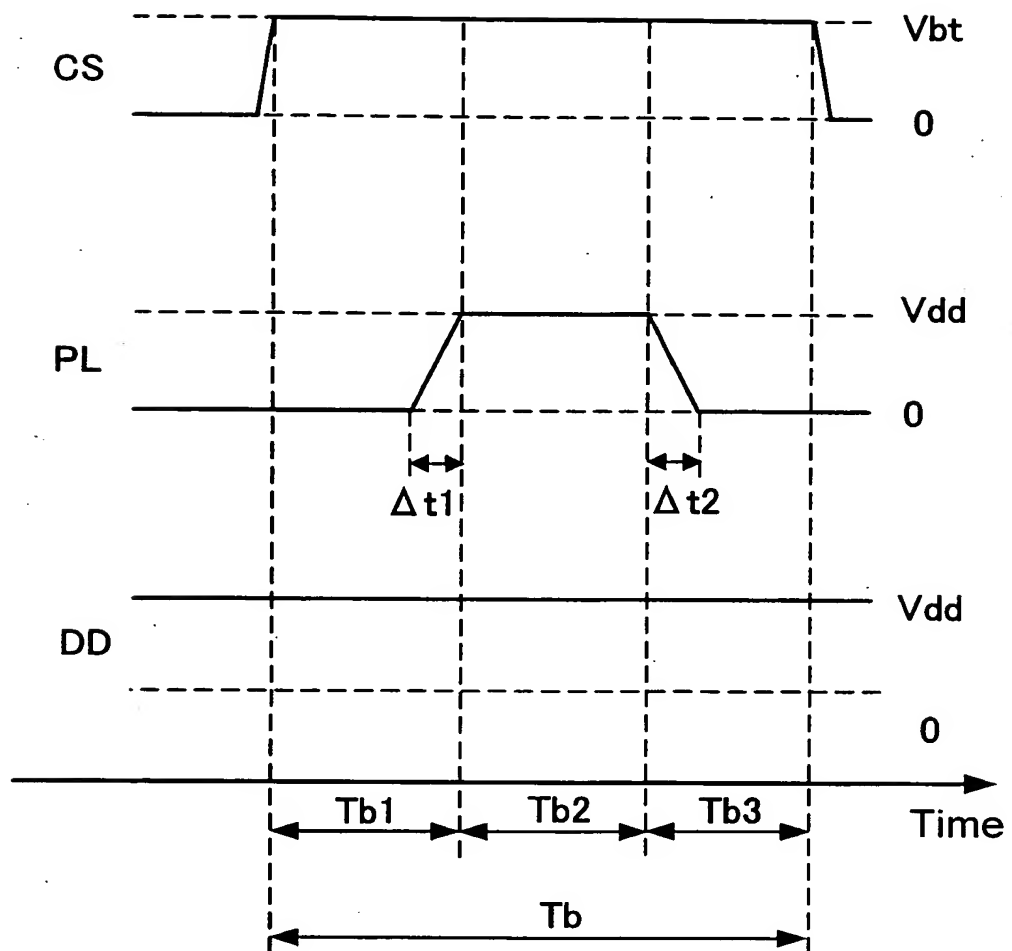 Vbt
CS
0
Vdd
PL
0
Δt1 Δt2
Vdd
DD
0
Tb1 Tb2 Tb3
Time
Tb